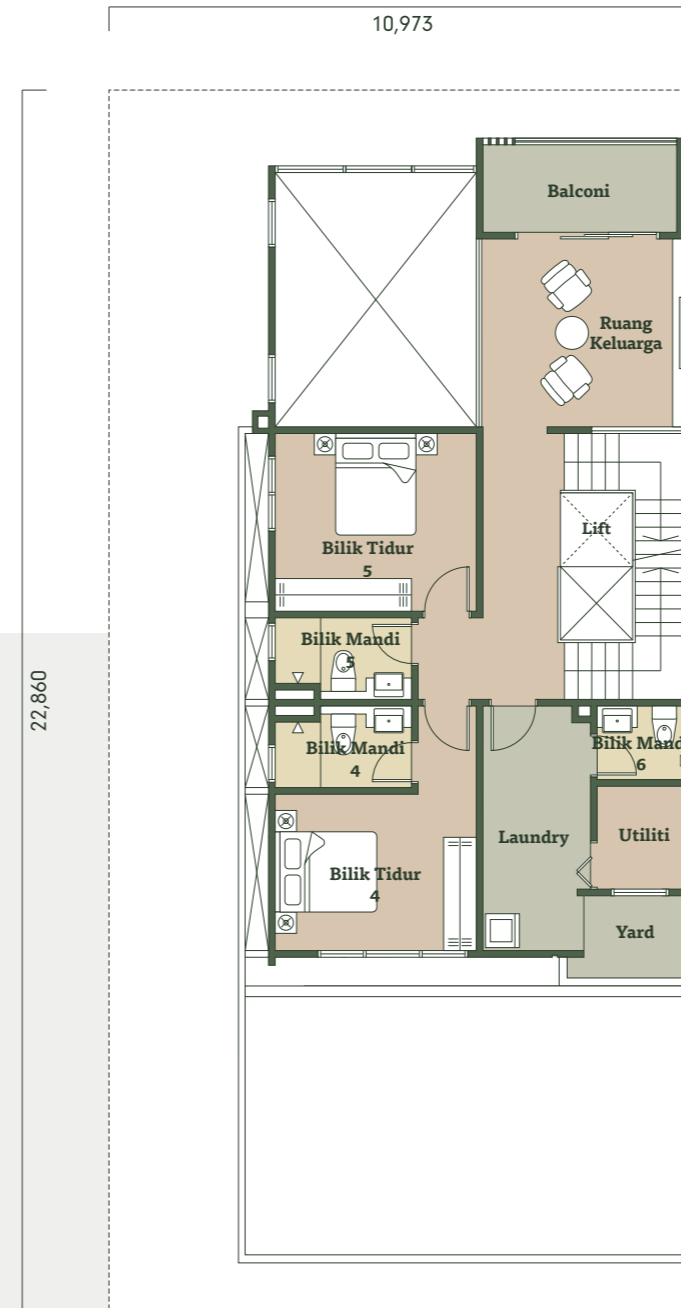 10,973
22,860
Balconi
Ruang
Keluarga
Lift
Bilik Tidur
5
Bilik Mandi
5
Bilik Mandi
4
Bilik Mandi
6
Laundry
Utiliti
Bilik Tidur
4
Yard